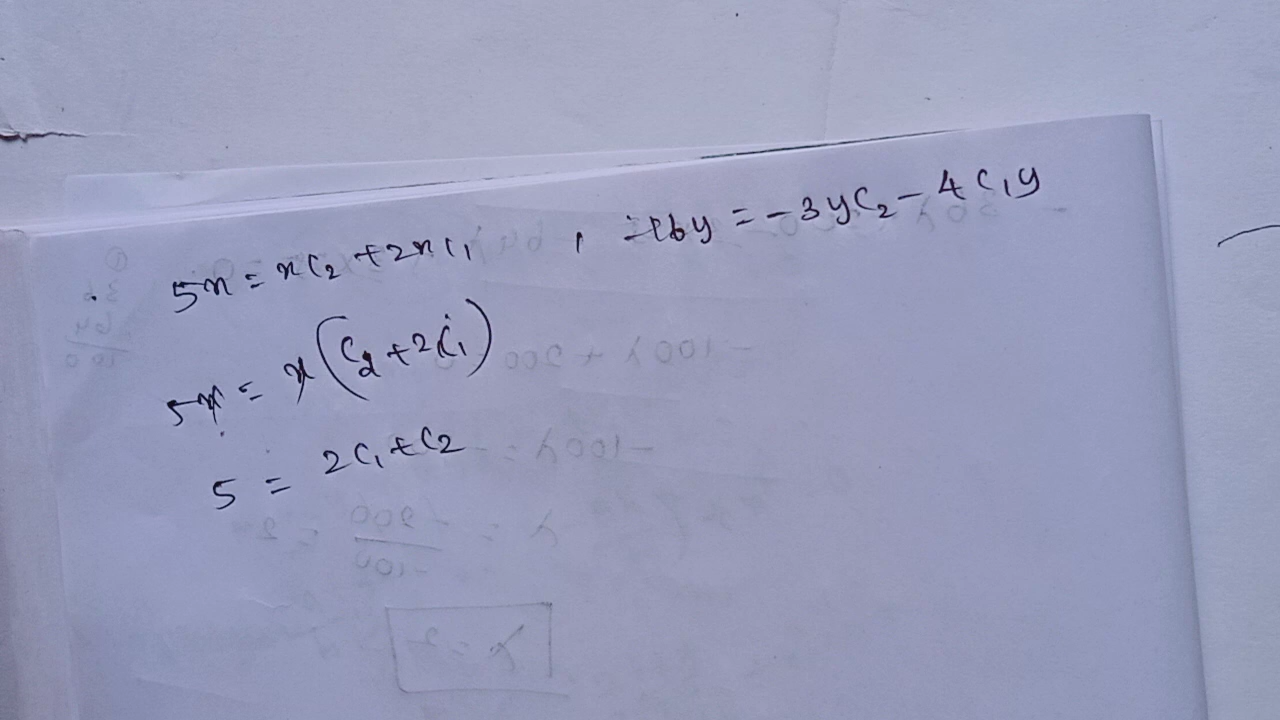 5x = xC₂ + 2xC₁ , -16y = -3yC₂ - 4C₁y
5x = x(C₂ + 2C₁)
5 = 2C₁ + C₂